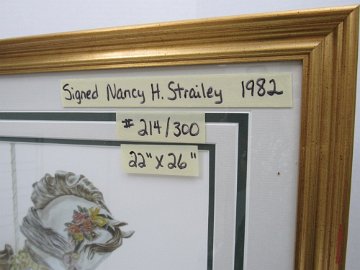 Signed Nancy H. Strailey 1982
# 214/300
22" x 26"